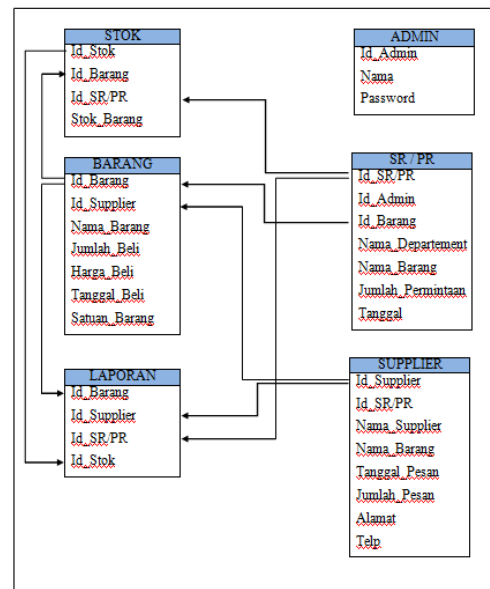 STOK
Id_Stok
Id_Barang
Id_SR/PR
Stok_Barang
ADMIN
Id_Admin
Nama
Password
BARANG
Id_Barang
Id_Supplier
Nama_Barang
Jumlah_Beli
Harga_Beli
Tanggal_Beli
Satuan_Barang
SR / PR
Id_SR/PR
Id_Admin
Id_Barang
Nama_Departement
Nama_Barang
Jumlah_Permintaan
Tanggal
LAPORAN
Id_Barang
Id_Supplier
Id_SR/PR
Id_Stok
SUPPLIER
Id_Supplier
Id_SR/PR
Nama_Supplier
Nama_Barang
Tanggal_Pesan
Jumlah_Pesan
Alamat
Telp